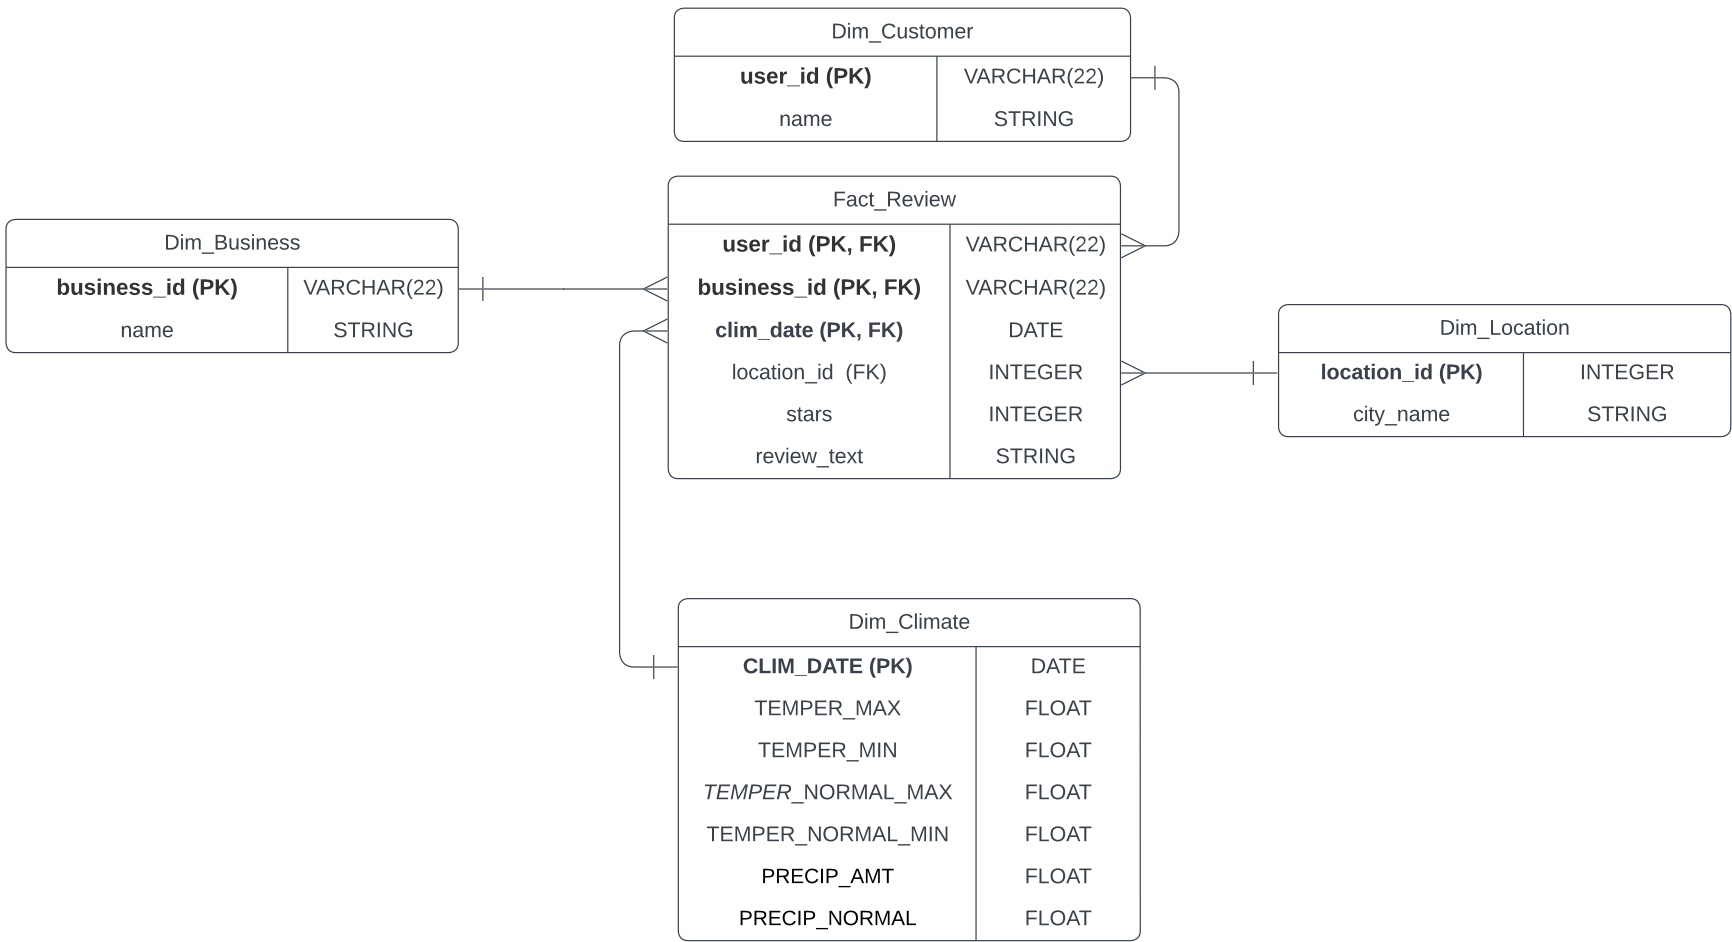 Dim_Customer
user_id (PK) VARCHAR(22)
name STRING
Fact_Review
user_id (PK, FK) VARCHAR(22)
business_id (PK, FK) VARCHAR(22)
clim_date (PK, FK) DATE
location_id  (FK) INTEGER
stars INTEGER
review_text STRING
Dim_Business
business_id (PK) VARCHAR(22)
name STRING
Dim_Location
location_id (PK) INTEGER
city_name STRING
Dim_Climate
CLIM_DATE (PK) DATE
TEMPER_MAX FLOAT
TEMPER_MIN FLOAT
TEMPER_NORMAL_MAX FLOAT
TEMPER_NORMAL_MIN FLOAT
PRECIP_AMT FLOAT
PRECIP_NORMAL FLOAT